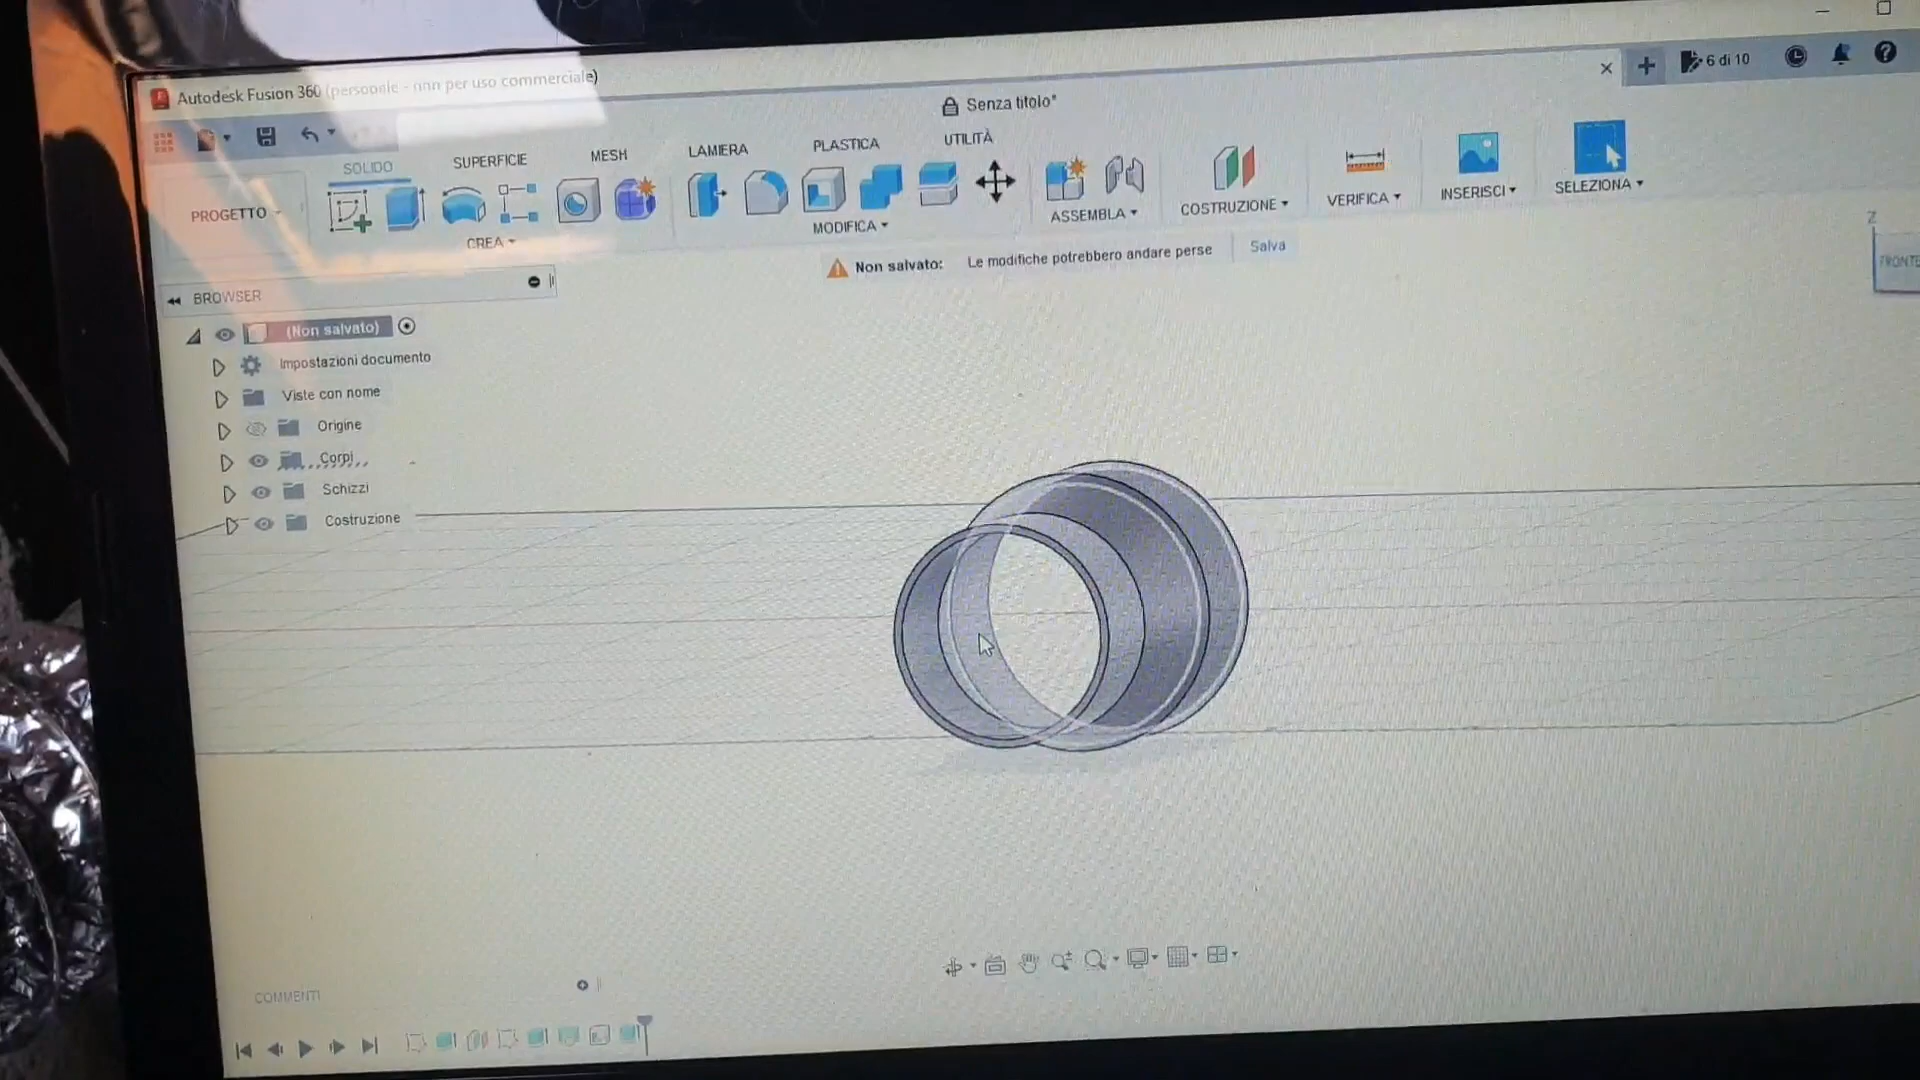 Autodesk Fusion 360 (personale - non per uso commerciale)
Senza titolo*
6 di 10
SOLIDO
SUPERFICIE
MESH
LAMIERA
PLASTICA
UTILITÀ
PROGETTO
CREA
MODIFICA
ASSEMBLA
COSTRUZIONE
VERIFICA
INSERISCI
SELEZIONA
Non salvato: Le modifiche potrebbero andare perse Salva
Z
FRONTE
BROWSER
(Non salvato)
Impostazioni documento
Viste con nome
Origine
Corpi
Schizzi
Costruzione
COMMENTI